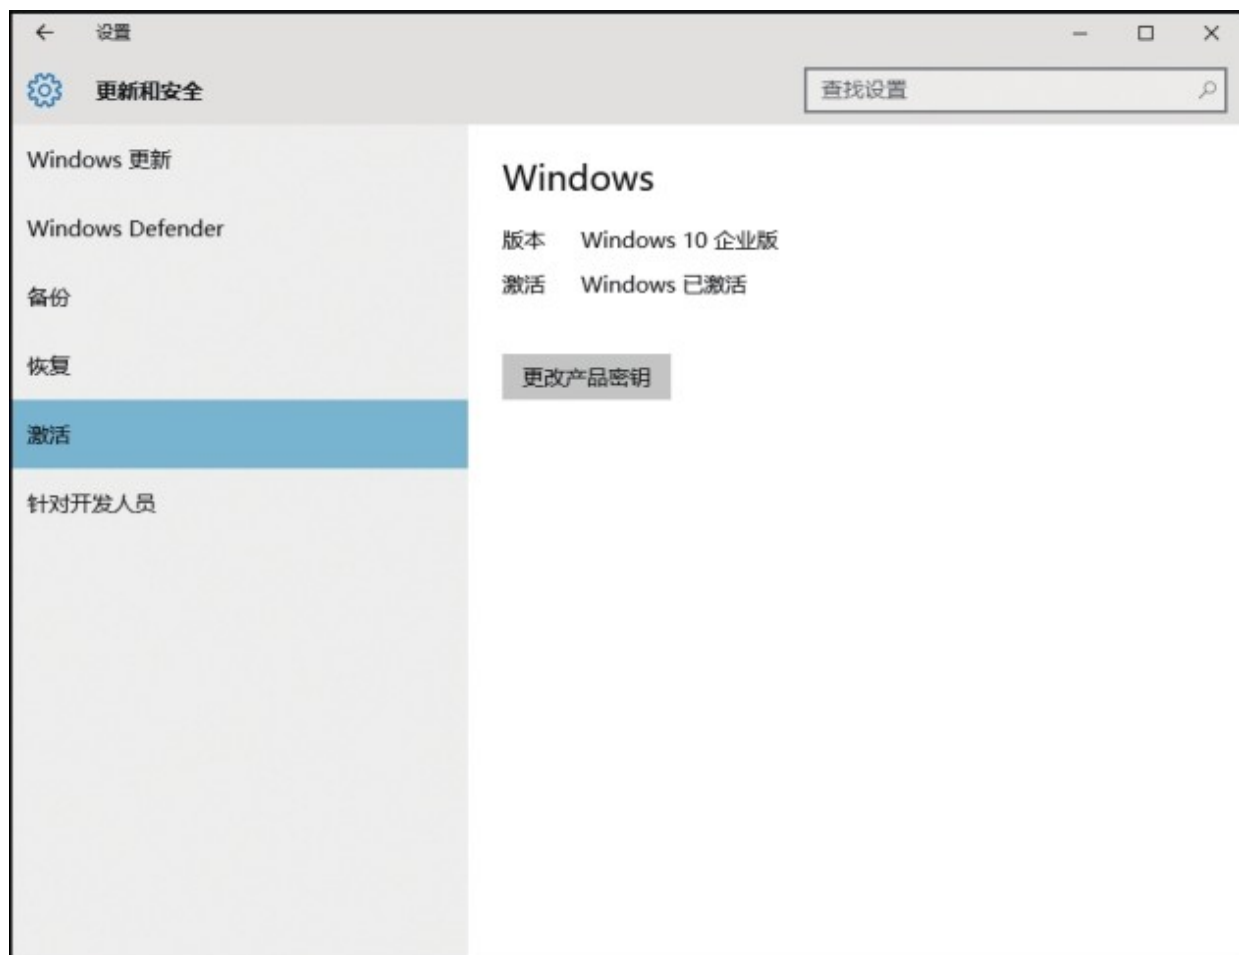 设置
更新和安全
查找设置
Windows 更新
Windows Defender
备份
恢复
激活
针对开发人员
Windows
版本 Windows 10 企业版
激活 Windows 已激活
更改产品密钥